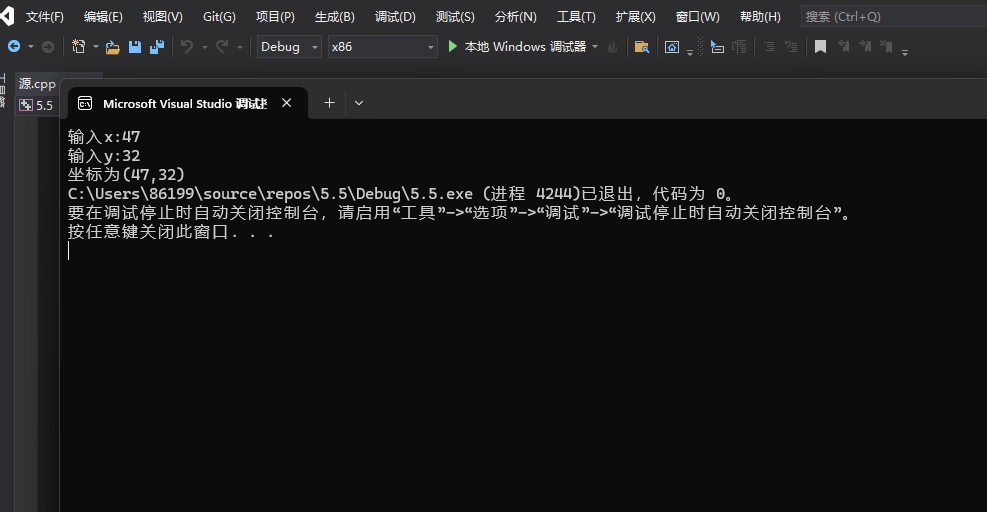 文件(F) 编辑(E) 视图(V) Git(G) 项目(P) 生成(B) 调试(D) 测试(S) 分析(N) 工具(T) 扩展(X) 窗口(W) 帮助(H) 搜索 (Ctrl+Q)
Debug x86 本地 Windows 调试器
源.cpp
5.5
Microsoft Visual Studio 调试
输入x:47
输入y:32
坐标为(47,32)
C:\Users\86199\source\repos\5.5\Debug\5.5.exe (进程 4244)已退出，代码为 0。
要在调试停止时自动关闭控制台，请启用“工具”->“选项”->“调试”->“调试停止时自动关闭控制台”。
按任意键关闭此窗口. . .